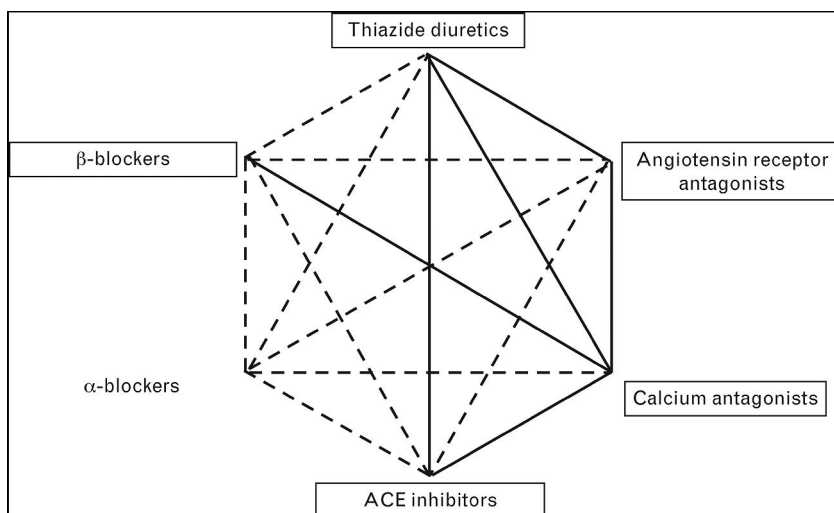 Thiazide diuretics
β-blockers
Angiotensin receptor
antagonists
α-blockers
Calcium antagonists
ACE inhibitors